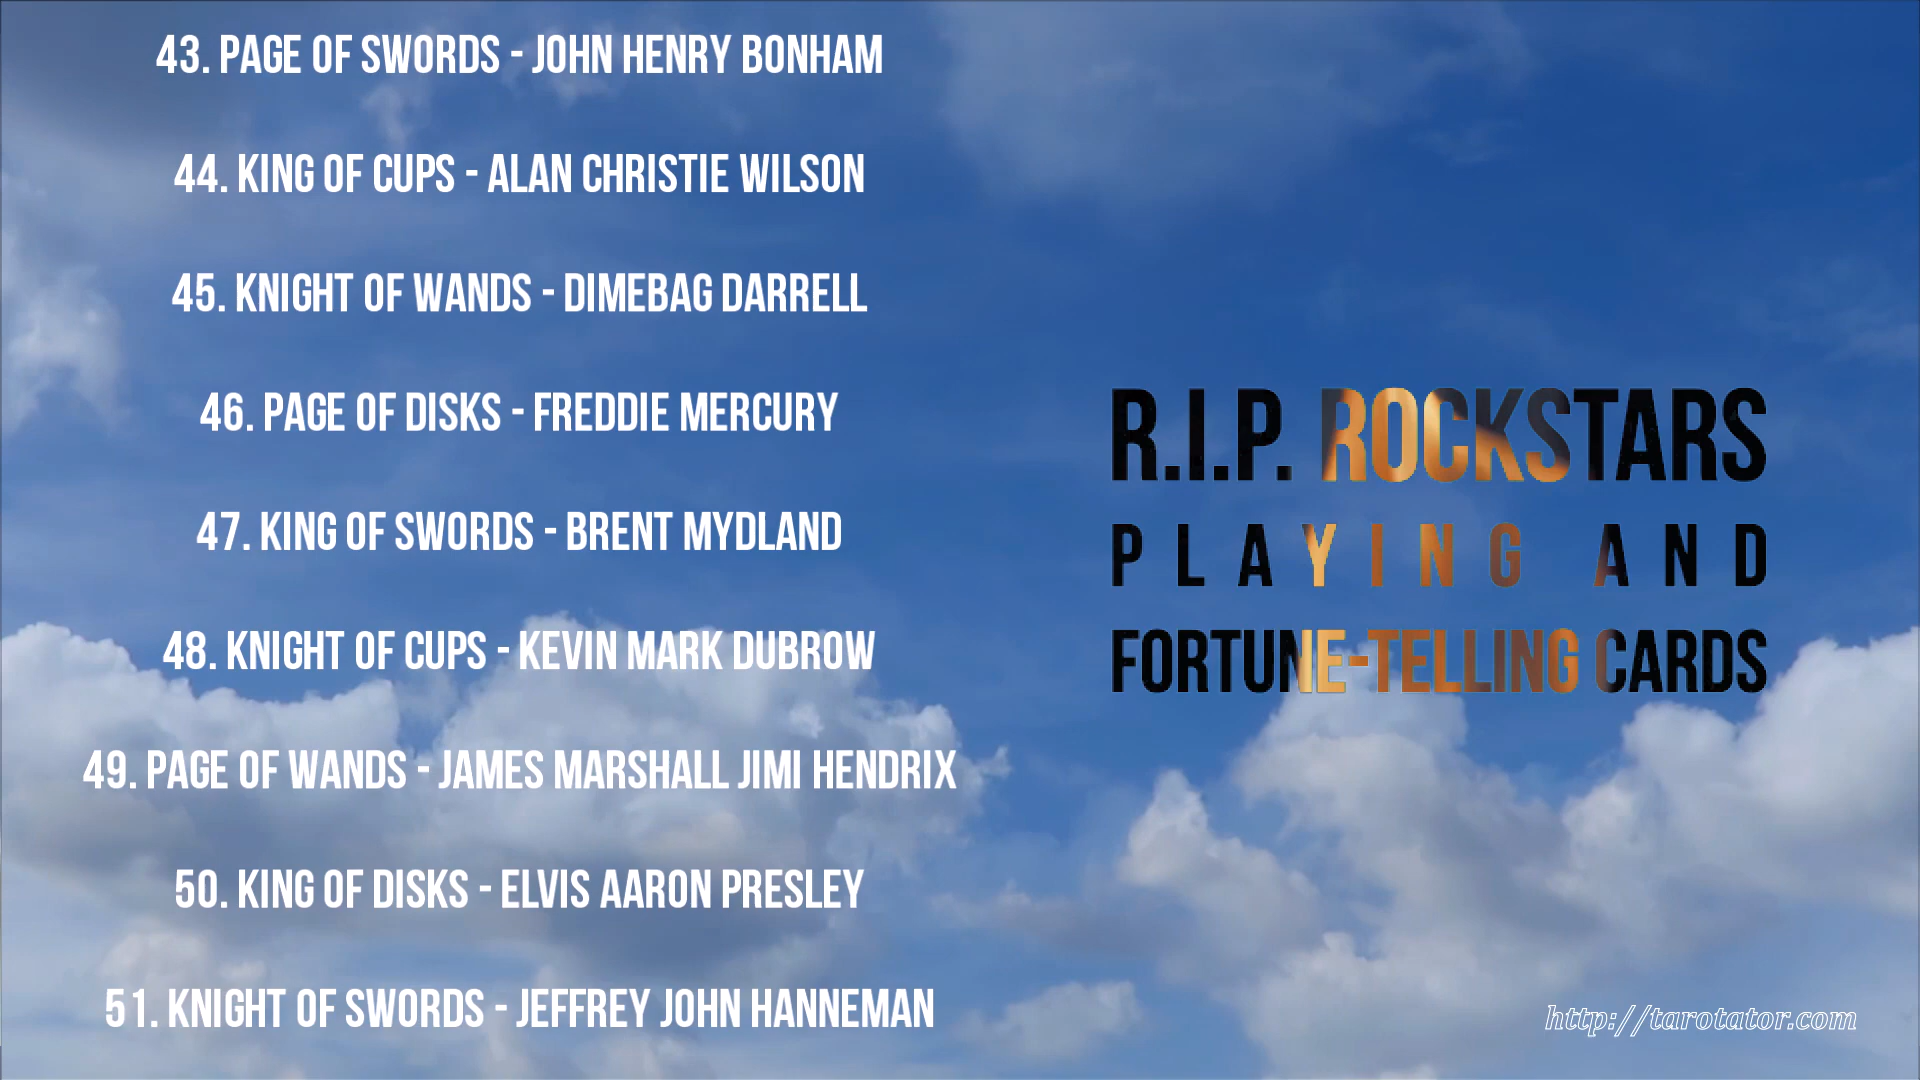 43. PAGE OF SWORDS - JOHN HENRY BONHAM
44. KING OF CUPS - ALAN CHRISTIE WILSON
45. KNIGHT OF WANDS - DIMEBAG DARRELL
46. PAGE OF DISKS - FREDDIE MERCURY
47. KING OF SWORDS - BRENT MYDLAND
48. KNIGHT OF CUPS - KEVIN MARK DUBROW
49. PAGE OF WANDS - JAMES MARSHALL JIMI HENDRIX
50. KING OF DISKS - ELVIS AARON PRESLEY
51. KNIGHT OF SWORDS - JEFFREY JOHN HANNEMAN
R.I.P. ROCKSTARS
PLAYING AND
FORTUNE-TELLING CARDS
http://tarotator.com